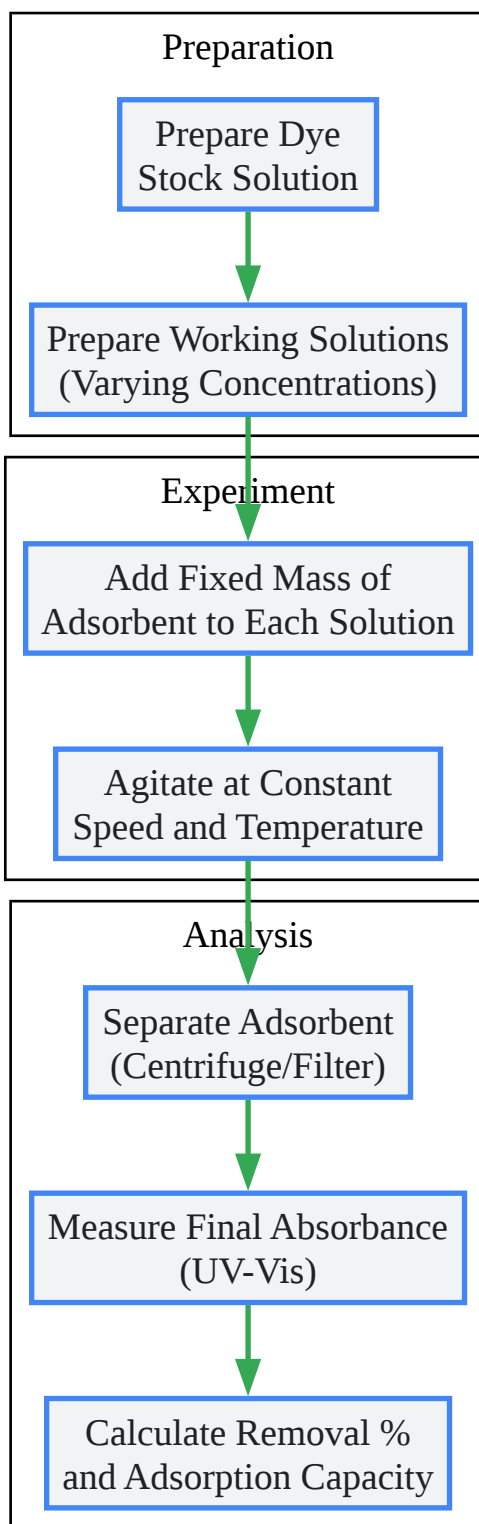 Preparation
Prepare Dye
Stock Solution
Prepare Working Solutions
(Varying Concentrations)
Experiment
Add Fixed Mass of
Adsorbent to Each Solution
Agitate at Constant
Speed and Temperature
Analysis
Separate Adsorbent
(Centrifuge/Filter)
Measure Final Absorbance
(UV-Vis)
Calculate Removal %
and Adsorption Capacity